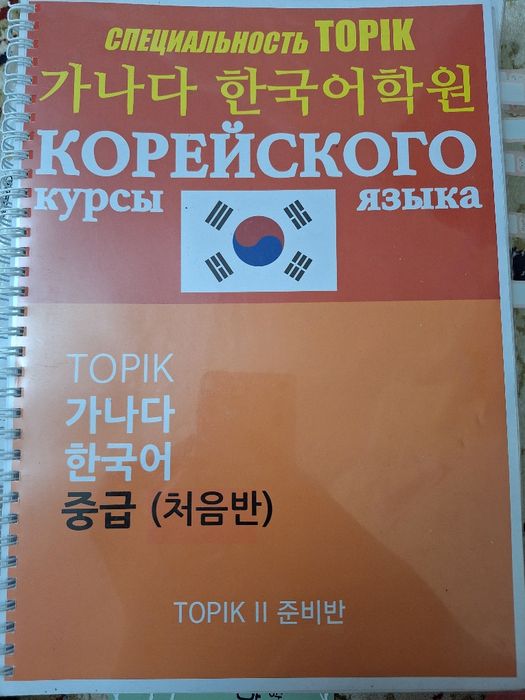 СПЕЦИАЛЬНОСТЬ TOPIK
가나다 한국어학원
КОРЕЙСКОГО
курсы языка
TOPIK
가나다
한국어
중급 (처음반)
TOPIK II 준비반